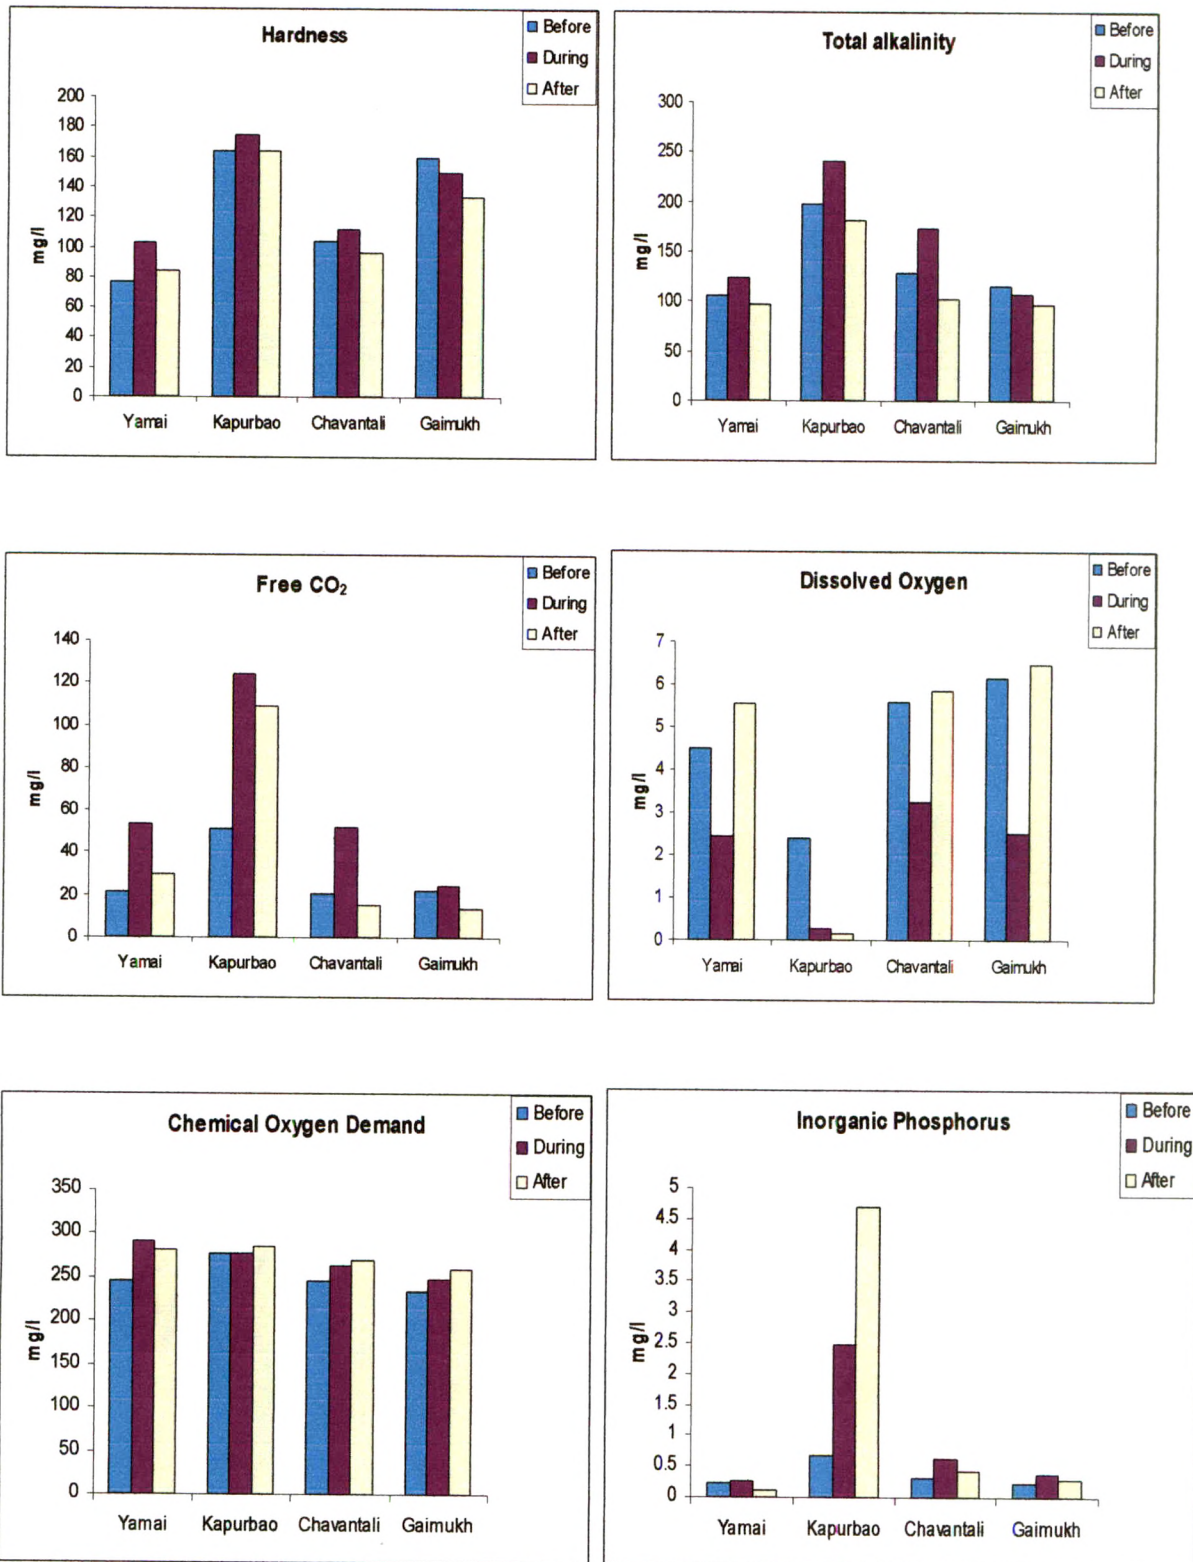 Hardness
Before
During
After
200
180
160
140
120
100
80
60
40
20
0
mg/l
Yamai Kapurbao Chavantali Gaimukh
Total alkalinity
Before
During
After
300
250
200
150
100
50
0
mg/l
Yamai Kapurbao Chavantali Gaimukh
Free CO₂
Before
During
After
140
120
100
80
60
40
20
0
mg/l
Yamai Kapurbao Chavantali Gaimukh
Dissolved Oxygen
Before
During
After
7
6
5
4
3
2
1
0
mg/l
Yamai Kapurbao Chavantali Gaimukh
Chemical Oxygen Demand
Before
During
After
350
300
250
200
150
100
50
0
mg/l
Yamai Kapurbao Chavantali Gaimukh
Inorganic Phosphorus
Before
During
After
5
4.5
4
3.5
3
2.5
2
1.5
1
0.5
0
mg/l
Yamai Kapurbao Chavantali Gaimukh